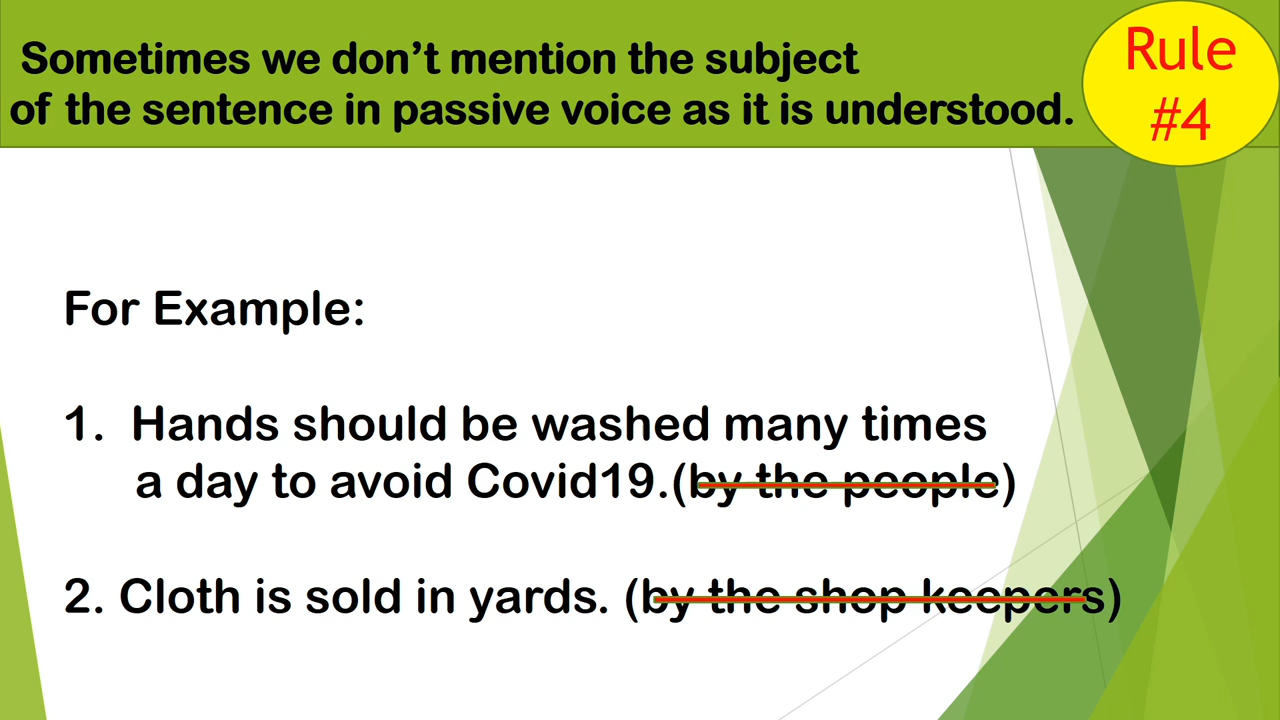 Sometimes we don't mention the subject
of the sentence in passive voice as it is understood.
Rule
#4
For Example:
1. Hands should be washed many times
a day to avoid Covid19.(by the people)
2. Cloth is sold in yards. (by the shop keepers)